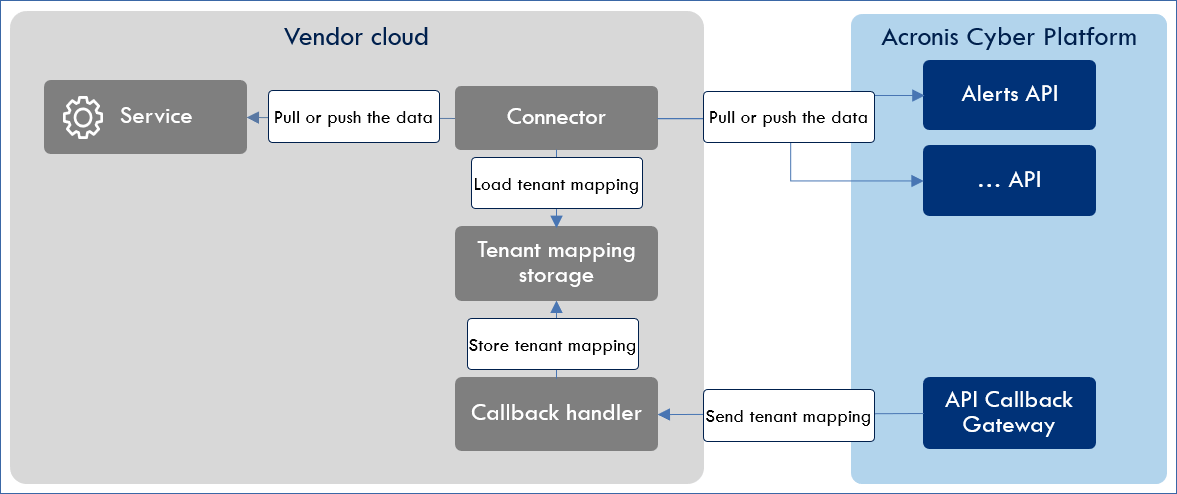 Vendor cloud
Acronis Cyber Platform
Service
Pull or push the data
Connector
Pull or push the data
Alerts API
Load tenant mapping
... API
Tenant mapping
storage
Store tenant mapping
Callback handler
Send tenant mapping
API Callback
Gateway